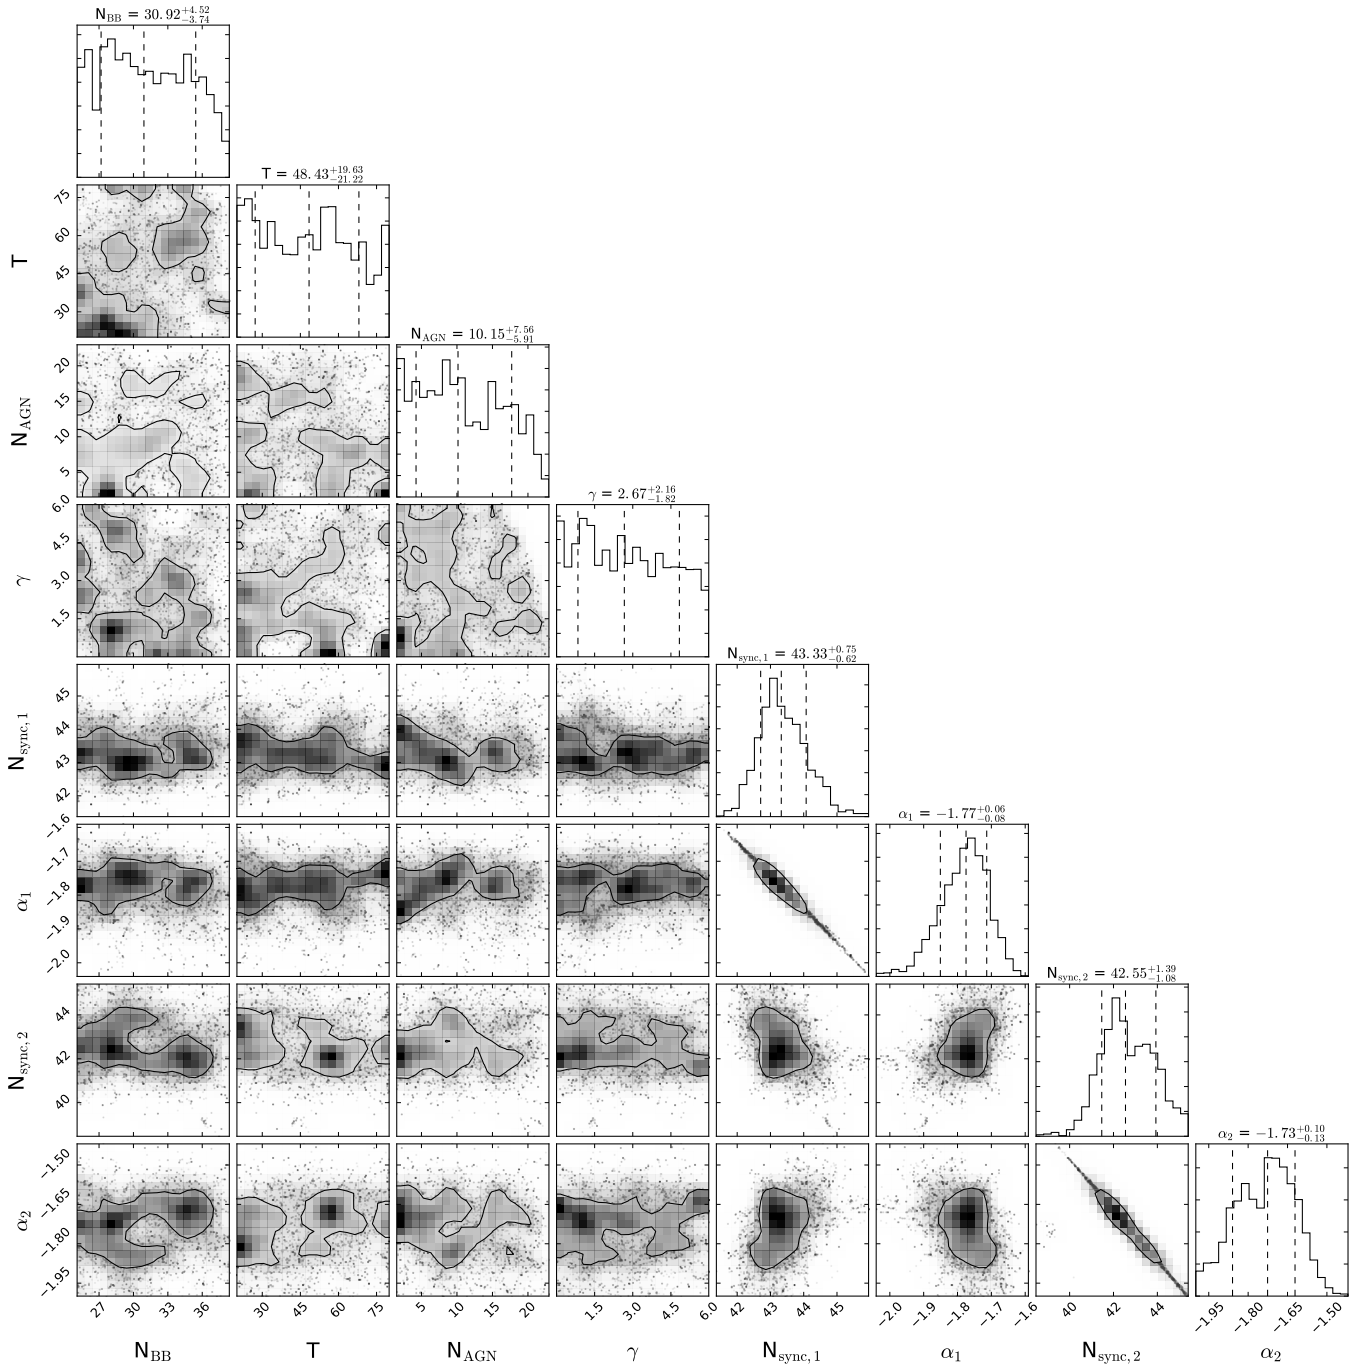 N_BB = 30.92 +4.52 −3.74
T = 48.43 +19.63 −21.22
75
60
45
30
T
N_AGN = 10.15 +7.56 −5.91
20
15
10
5
N_AGN
γ = 2.67 +2.16 −1.82
6.0
4.5
3.0
1.5
γ
N_sync,1 = 43.33 +0.75 −0.62
45
44
43
42
N_sync,1
α₁ = −1.77 +0.06 −0.08
−1.6
−1.7
−1.8
−1.9
−2.0
α₁
N_sync,2 = 42.55 +1.39 −1.08
44
42
40
N_sync,2
α₂ = −1.73 +0.10 −0.13
−1.50
−1.65
−1.80
−1.95
α₂
27 30 33 36 30 45 60 75 5 10 15 20 1.5 3.0 4.5 6.0 42 43 44 45 −2.0 −1.9 −1.8 −1.7 −1.6 40 42 44 −1.95 −1.80 −1.65 −1.50
N_BB T N_AGN γ N_sync,1 α₁ N_sync,2 α₂